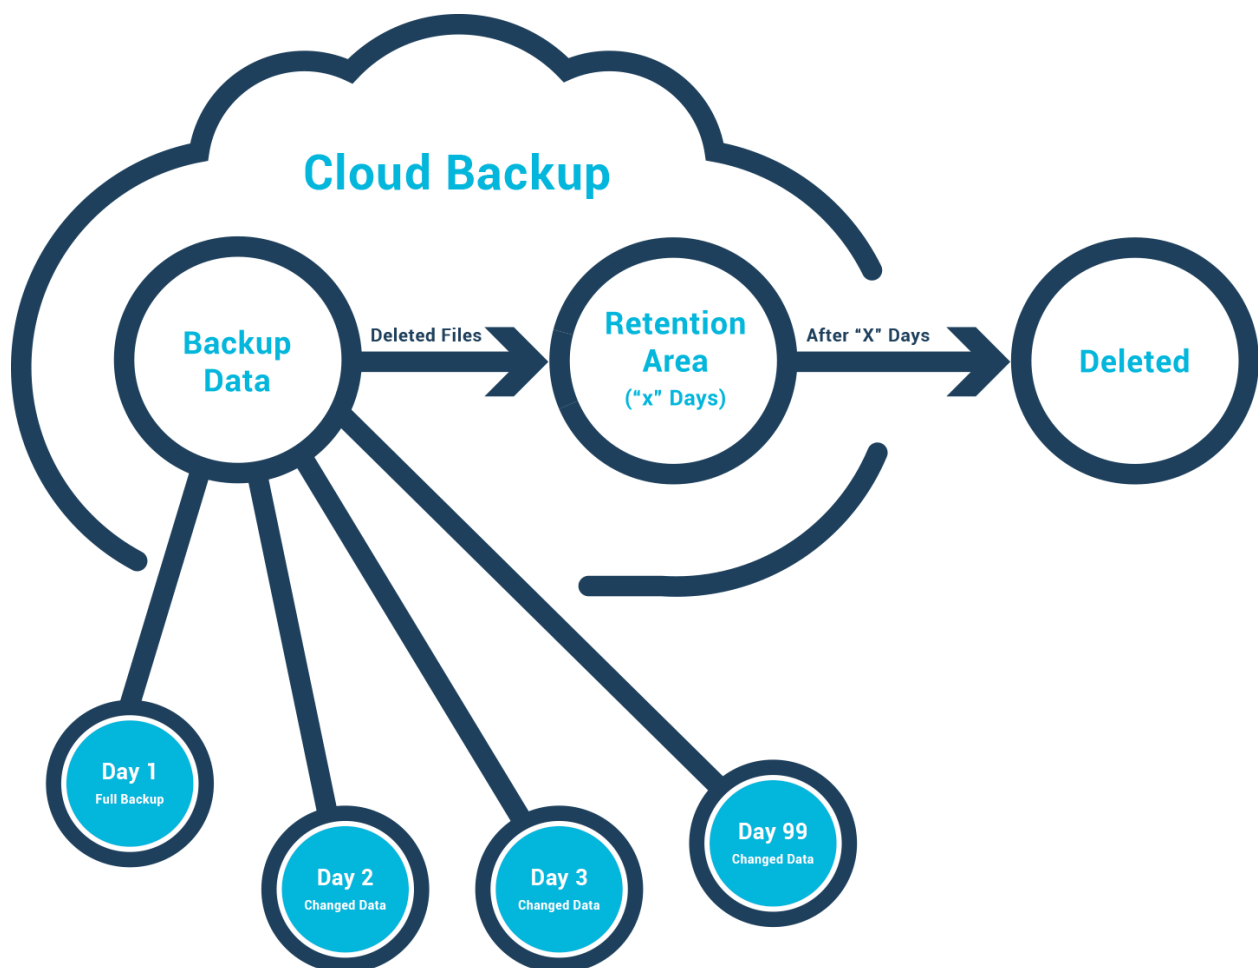 Cloud Backup
Backup
Data
Deleted Files
Retention
Area
(“x” Days)
After “X” Days
Deleted
Day 1
Full Backup
Day 2
Changed Data
Day 3
Changed Data
Day 99
Changed Data